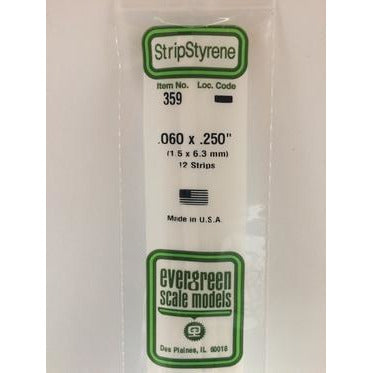 StripStyrene
Item No. Loc. Code
359
.060 x .250"
(1.5 x 6.3 mm)
12 Strips
Made in U.S.A.
evergreen
scale models
Des Plaines, IL 60018